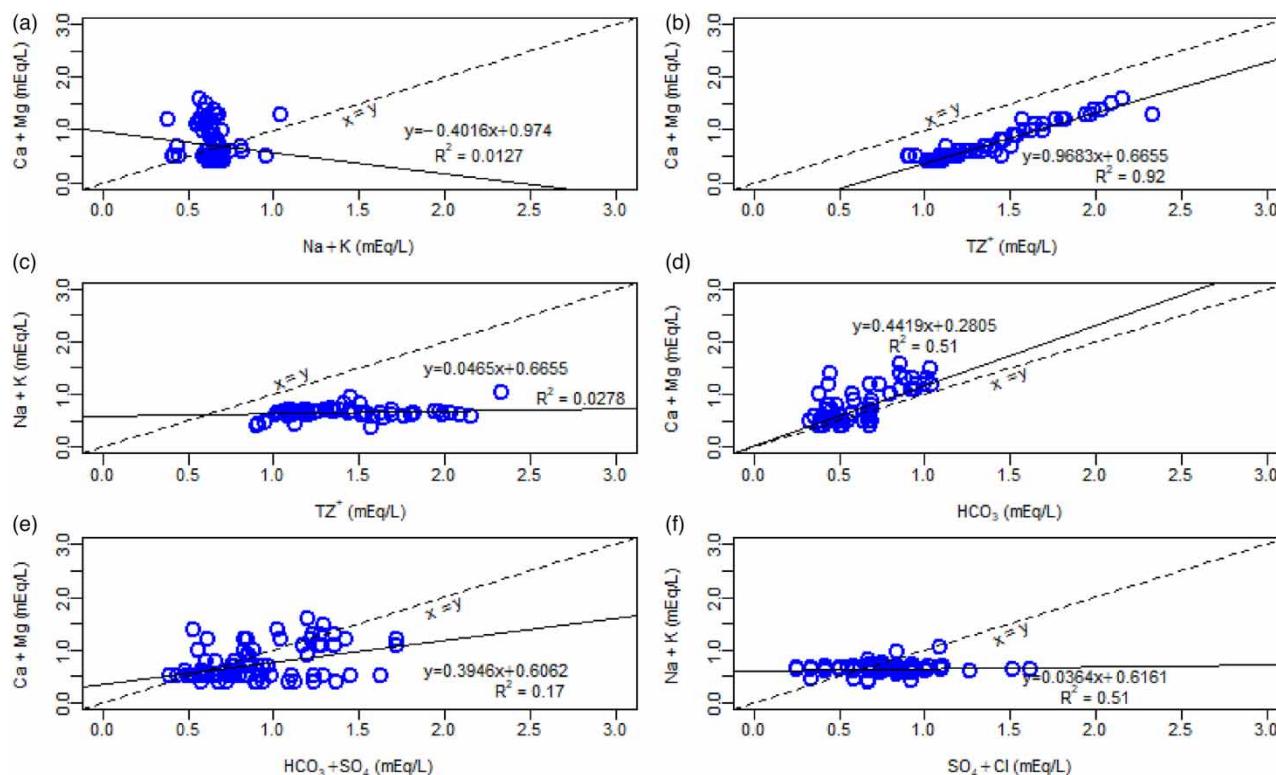 (a)
3.0
2.0
1.0
0.0
Ca + Mg (mEq/L)
x = y
y=−0.4016x+0.974
R² = 0.0127
0.0 0.5 1.0 1.5 2.0 2.5 3.0
Na + K (mEq/L)
(b)
3.0
2.0
1.0
0.0
Ca + Mg (mEq/L)
x = y
y=0.9683x+0.6655
R² = 0.92
0.0 0.5 1.0 1.5 2.0 2.5 3.0
TZ⁺ (mEq/L)
(c)
3.0
2.0
1.0
0.0
Na + K (mEq/L)
x = y
y=0.0465x+0.6655
R² = 0.0278
0.0 0.5 1.0 1.5 2.0 2.5 3.0
TZ⁺ (mEq/L)
(d)
3.0
2.0
1.0
0.0
Ca + Mg (mEq/L)
y=0.4419x+0.2805
R² = 0.51
x = y
0.0 0.5 1.0 1.5 2.0 2.5 3.0
HCO₃ (mEq/L)
(e)
3.0
2.0
1.0
0.0
Ca + Mg (mEq/L)
x = y
y=0.3946x+0.6062
R² = 0.17
0.0 0.5 1.0 1.5 2.0 2.5 3.0
HCO₃+SO₄ (mEq/L)
(f)
3.0
2.0
1.0
0.0
Na + K (mEq/L)
x = y
y=0.0364x+0.6161
R² = 0.51
0.0 0.5 1.0 1.5 2.0 2.5 3.0
SO₄+Cl (mEq/L)